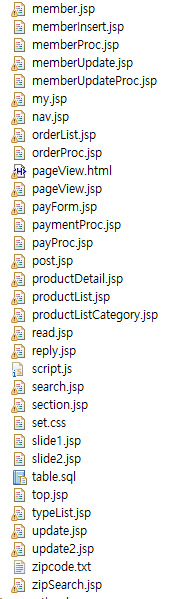 member.jsp
memberInsert.jsp
memberProc.jsp
memberUpdate.jsp
memberUpdateProc.jsp
my.jsp
nav.jsp
orderList.jsp
orderProc.jsp
pageView.html
pageView.jsp
payForm.jsp
paymentProc.jsp
payProc.jsp
post.jsp
productDetail.jsp
productList.jsp
productListCategory.jsp
read.jsp
reply.jsp
script.js
search.jsp
section.jsp
set.css
slide1.jsp
slide2.jsp
table.sql
top.jsp
typeList.jsp
update.jsp
update2.jsp
zipcode.txt
zipSearch.jsp